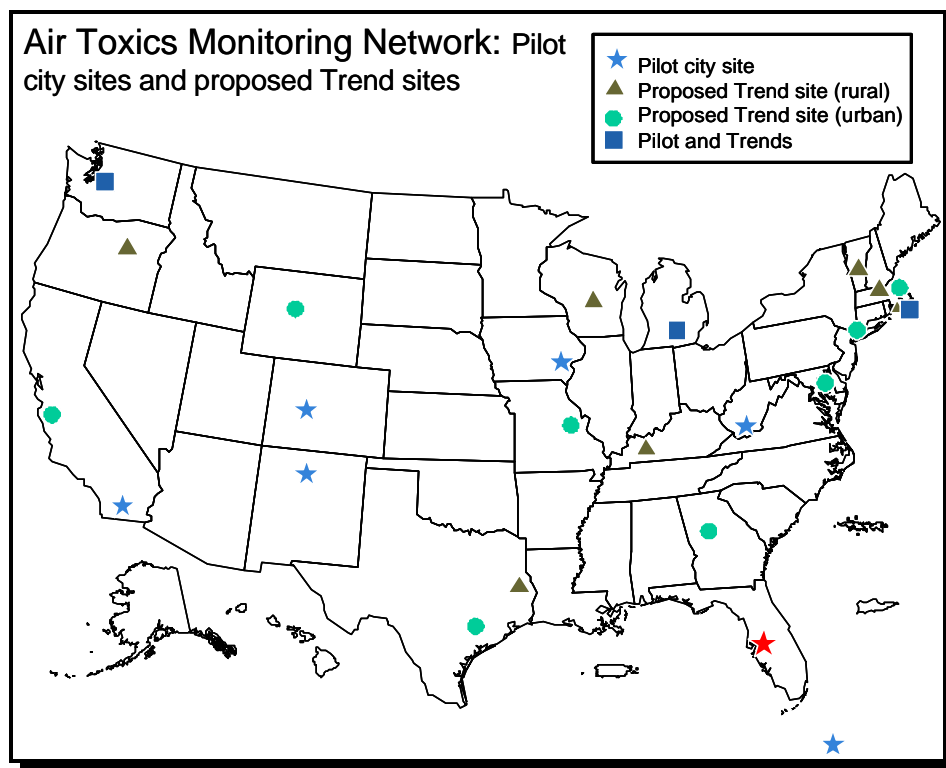 Air Toxics Monitoring Network: Pilot
city sites and proposed Trend sites
Pilot city site
Proposed Trend site (rural)
Proposed Trend site (urban)
Pilot and Trends